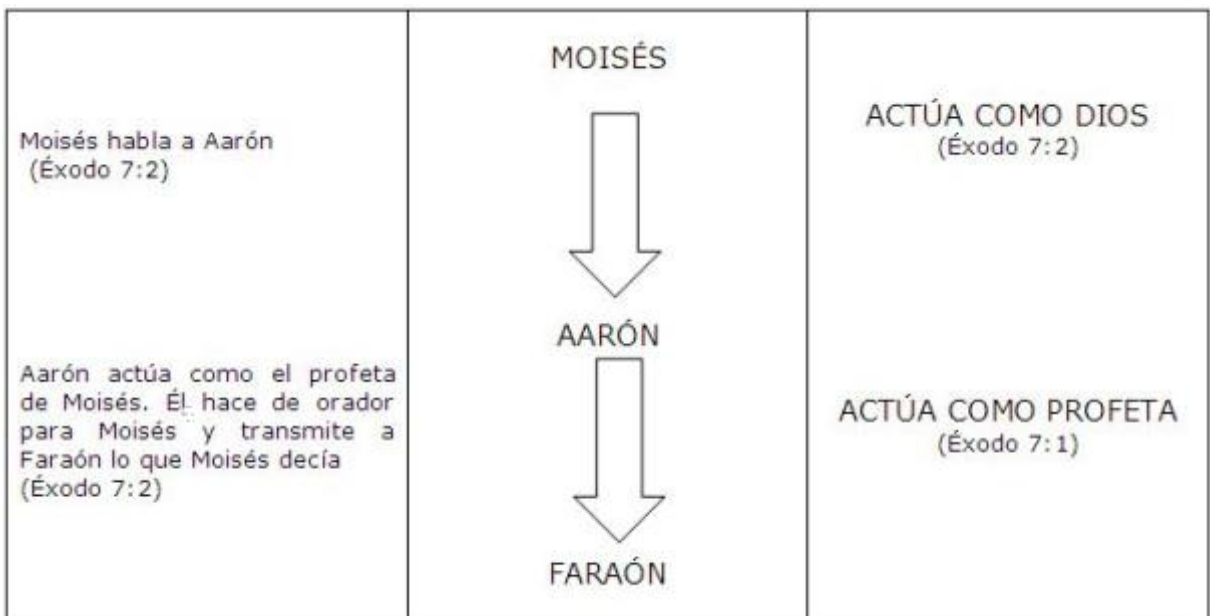 Moisés habla a Aarón
(Éxodo 7:2)
Aarón actúa como el profeta
de Moisés. Él hace de orador
para Moisés y transmite a
Faraón lo que Moisés decía
(Éxodo 7:2)
MOISÉS
AARÓN
FARAÓN
ACTÚA COMO DIOS
(Éxodo 7:2)
ACTÚA COMO PROFETA
(Éxodo 7:1)